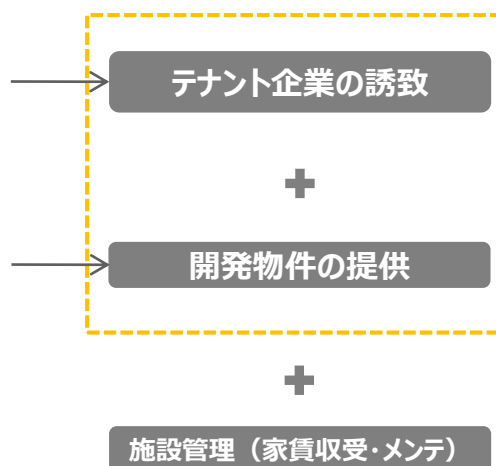 テナント企業の誘致
+
開発物件の提供
+
施設管理（家賃収受・メンテ）